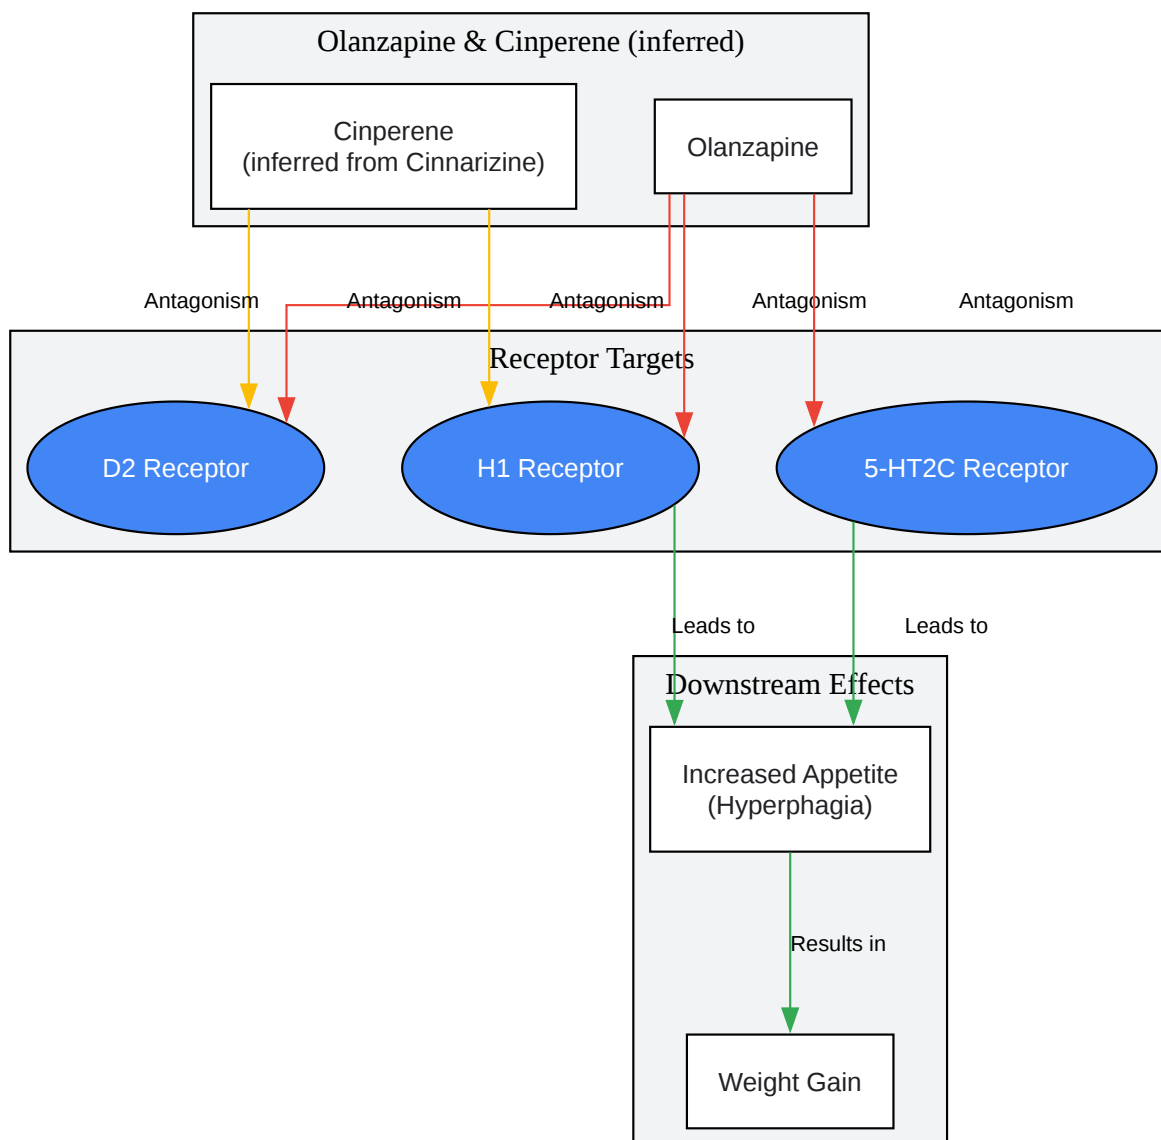 Olanzapine & Cinperene (inferred)
Cinperene
(inferred from Cinnarizine)
Olanzapine
Antagonism
Antagonism
Antagonism
Antagonism
Antagonism
Receptor Targets
D2 Receptor
H1 Receptor
5-HT2C Receptor
Leads to
Leads to
Downstream Effects
Increased Appetite
(Hyperphagia)
Results in
Weight Gain